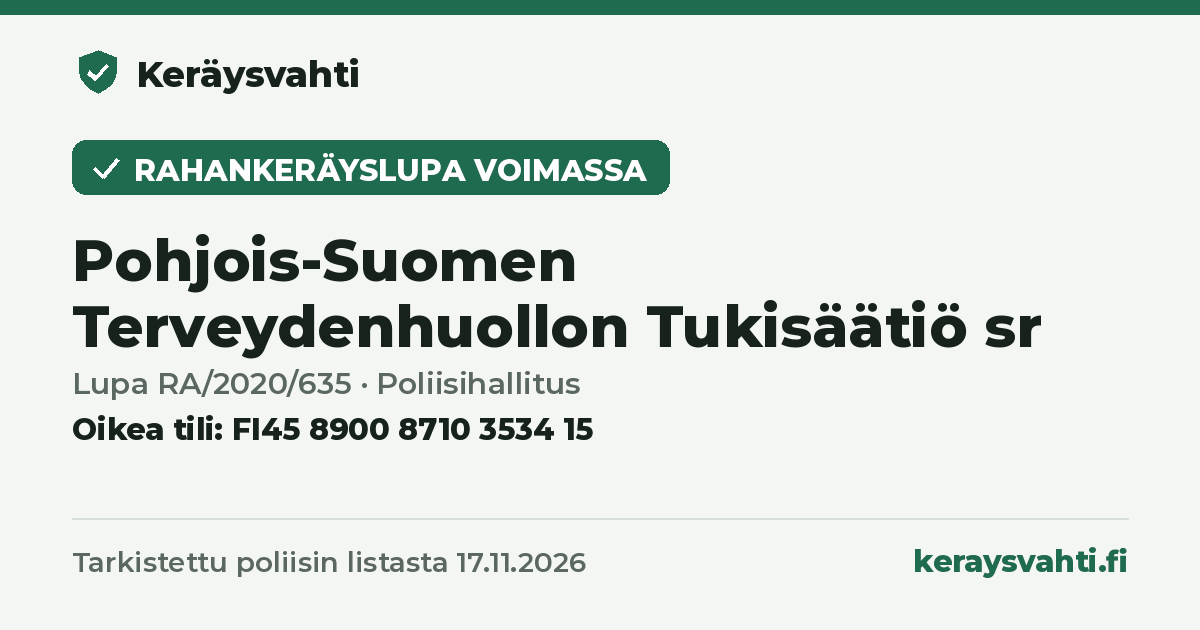 Keräysvahti
RAHANKERÄYSLUPA VOIMASSA
Pohjois-Suomen
Terveydenhuollon Tukisäätiö sr
Lupa RA/2020/635 · Poliisihallitus
Oikea tili: FI45 8900 8710 3534 15
Tarkistettu poliisin listasta 17.11.2026
keraysvahti.fi